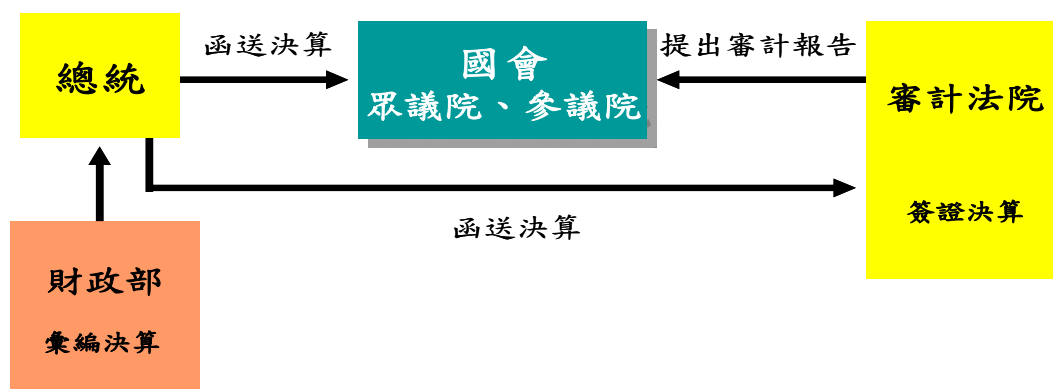 函送決算
提出審計報告
總統
國會
眾議院、參議院
審計法院
簽證決算
函送決算
財政部
彙編決算